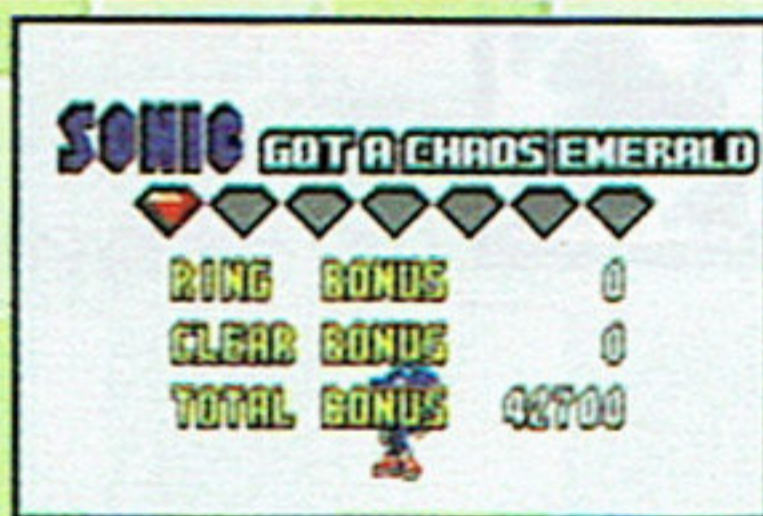 SONIC GOT A CHAOS EMERALD
RING BONUS 0
CLEAR BONUS 0
TOTAL BONUS 42700